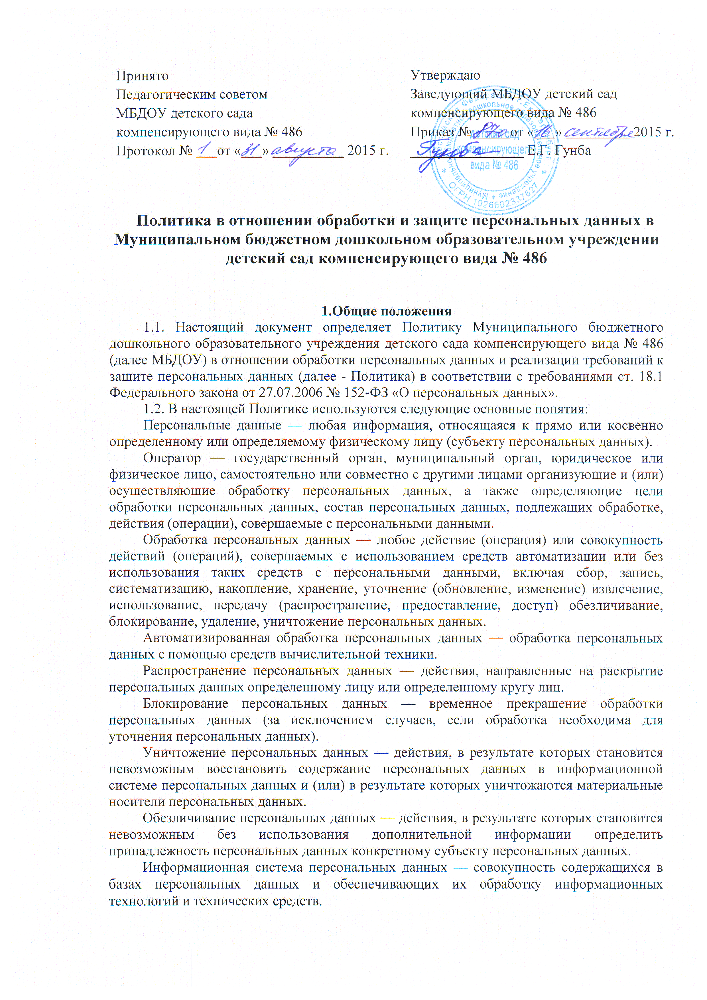 Принято
Педагогическим советом
МБДОУ детского сада
компенсирующего вида № 486
Протокол № 1 от «31» августа 2015 г.
Утверждаю
Заведующий МБДОУ детский сад
компенсирующего вида № 486
Приказ № от «16» сентября 2015 г.
Гунба Е.Г. Гунба
детский сад
компенсирующего
вида № 486
ОГРН 1026602337827
Политика в отношении обработки и защите персональных данных в
Муниципальном бюджетном дошкольном образовательном учреждении
детский сад компенсирующего вида № 486
1.Общие положения
1.1. Настоящий документ определяет Политику Муниципального бюджетного
дошкольного образовательного учреждения детского сада компенсирующего вида № 486
(далее МБДОУ) в отношении обработки персональных данных и реализации требований к
защите персональных данных (далее - Политика) в соответствии с требованиями ст. 18.1
Федерального закона от 27.07.2006 № 152-ФЗ «О персональных данных».
1.2. В настоящей Политике используются следующие основные понятия:
Персональные данные — любая информация, относящаяся к прямо или косвенно
определенному или определяемому физическому лицу (субъекту персональных данных).
Оператор — государственный орган, муниципальный орган, юридическое или
физическое лицо, самостоятельно или совместно с другими лицами организующие и (или)
осуществляющие обработку персональных данных, а также определяющие цели
обработки персональных данных, состав персональных данных, подлежащих обработке,
действия (операции), совершаемые с персональными данными.
Обработка персональных данных — любое действие (операция) или совокупность
действий (операций), совершаемых с использованием средств автоматизации или без
использования таких средств с персональными данными, включая сбор, запись,
систематизацию, накопление, хранение, уточнение (обновление, изменение) извлечение,
использование, передачу (распространение, предоставление, доступ) обезличивание,
блокирование, удаление, уничтожение персональных данных.
Автоматизированная обработка персональных данных — обработка персональных
данных с помощью средств вычислительной техники.
Распространение персональных данных — действия, направленные на раскрытие
персональных данных определенному лицу или определенному кругу лиц.
Блокирование персональных данных — временное прекращение обработки
персональных данных (за исключением случаев, если обработка необходима для
уточнения персональных данных).
Уничтожение персональных данных — действия, в результате которых становится
невозможным восстановить содержание персональных данных в информационной
системе персональных данных и (или) в результате которых уничтожаются материальные
носители персональных данных.
Обезличивание персональных данных — действия, в результате которых становится
невозможным без использования дополнительной информации определить
принадлежность персональных данных конкретному субъекту персональных данных.
Информационная система персональных данных — совокупность содержащихся в
базах персональных данных и обеспечивающих их обработку информационных
технологий и технических средств.